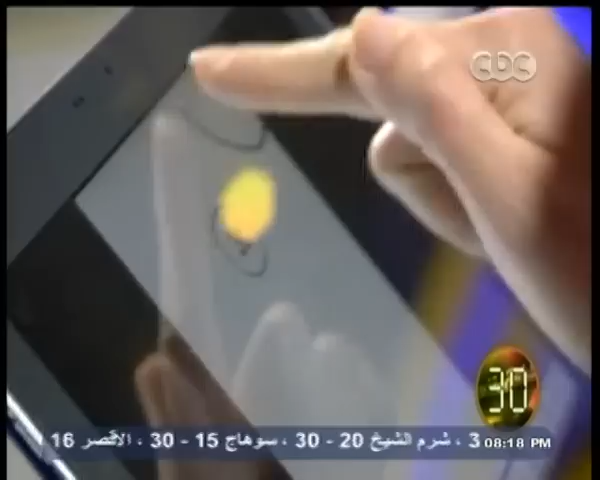 cbc
30
3 ، شرم الشيخ 20 - 30 ، سوهاج 15 - 30 ، الأقصر 16
08:18 PM